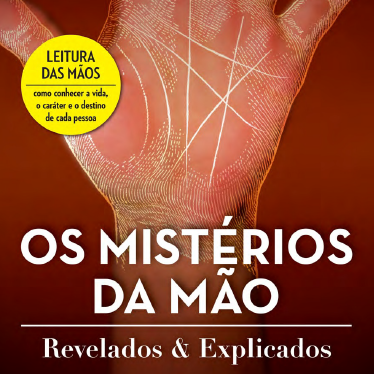 LEITURA
DAS MÃOS
como conhecer a vida,
o caráter e o destino
de cada pessoa
OS MISTÉRIOS
DA MÃO
Revelados & Explicados